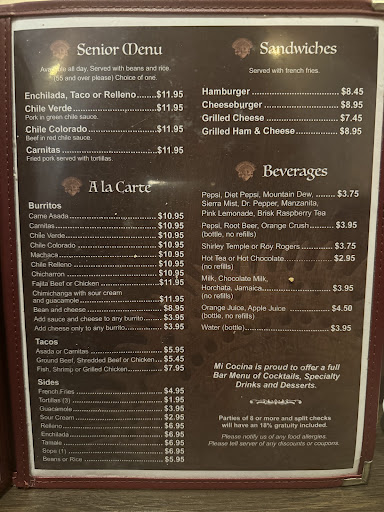 Senior Menu
Available all day. Served with beans and rice.
(55 and over please) Choice of one.
Enchilada, Taco or Relleno.......$11.95
Chile Verde...............................$11.95
Pork in green chile sauce.
Chile Colorado..........................$11.95
Beef in red chile sauce.
Carnitas....................................$11.95
Fried pork served with tortillas.
A la Carte
Burritos
Carne Asada..............................$10.95
Carnitas.....................................$10.95
Chile Verde................................$10.95
Chile Colorado...........................$10.95
Machaca....................................$10.95
Chile Relleno..............................$10.95
Chicharron.................................$10.95
Fajita Beef or Chicken................$11.95
Chimichanga with sour cream
and guacamole..........................$11.95
Bean and cheese.........................$8.95
Add sauce and cheese to any burrito....$3.95
Add cheese only to any burrito.....$3.95
Tacos
Asada or Carnitas........................$5.95
Ground Beef, Shredded Beef or Chicken....$5.45
Fish, Shrimp or Grilled Chicken......$7.95
Sides
French Fries................................$4.95
Tortillas (3)..................................$1.95
Guacamole..................................$3.95
Sour Cream.................................$2.95
Relleno........................................$6.95
Enchilada.....................................$6.95
Tamale.........................................$6.95
Sope (1).......................................$6.95
Beans or Rice...............................$5.95
Sandwiches
Served with french fries.
Hamburger................................$8.45
Cheeseburger...........................$8.95
Grilled Cheese..........................$7.45
Grilled Ham & Cheese..............$8.95
Beverages
Pepsi, Diet Pepsi, Mountain Dew, .......$3.75
Sierra Mist, Dr. Pepper, Manzanita,
Pink Lemonade, Brisk Raspberry Tea
Pepsi, Root Beer, Orange Crush.......$3.95
(bottle, no refills)
Shirley Temple or Roy Rogers.........$3.75
Hot Tea or Hot Chocolate................$2.95
(no refills)
Milk, Chocolate Milk,
Horchata, Jamaica.....................$3.95
(no refills)
Orange Juice, Apple Juice ..........$4.50
(bottle, no refills)
Water (bottle)...............................$3.95
Mi Cocina is proud to offer a full
Bar Menu of Cocktails, Specialty
Drinks and Desserts.
Parties of 8 or more and split checks
will have an 18% gratuity included.
Please notify us of any food allergies.
Please tell server of any discounts or coupons.